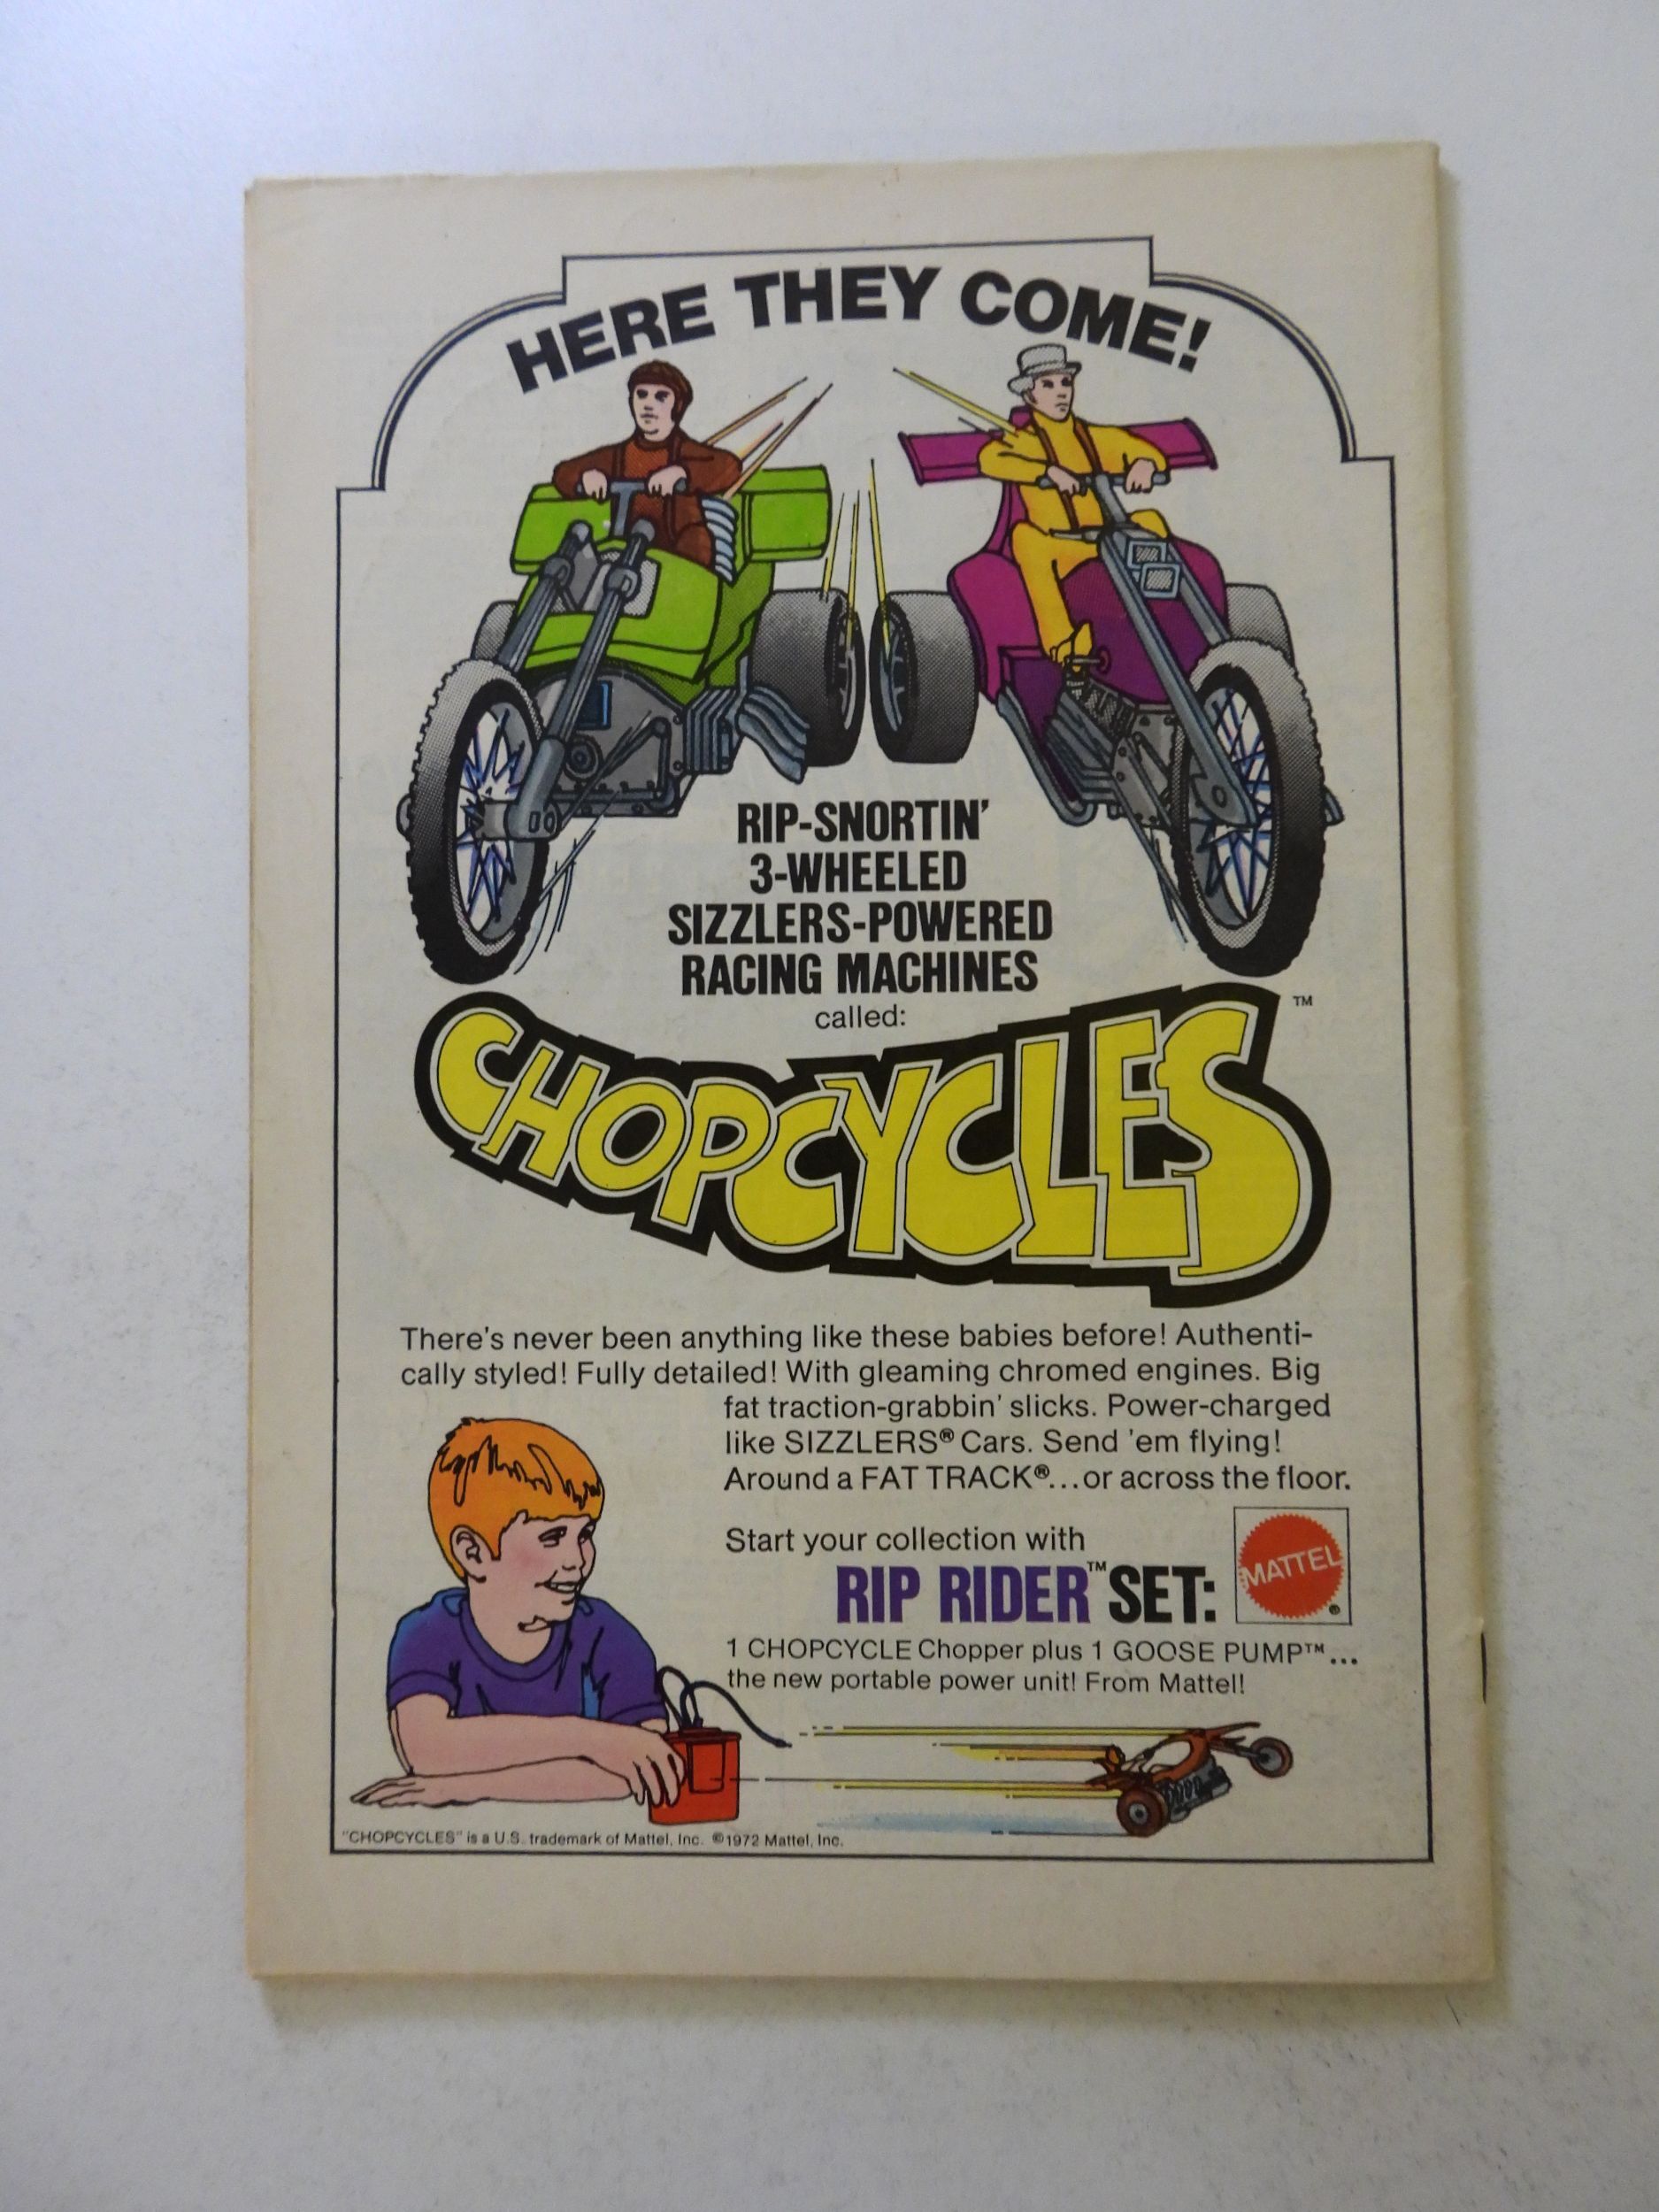 HERE THEY COME!
RIP-SNORTIN'
3-WHEELED
SIZZLERS-POWERED
RACING MACHINES
called:
CHOPCYCLES™
There's never been anything like these babies before! Authenti-
cally styled! Fully detailed! With gleaming chromed engines. Big
fat traction-grabbin' slicks. Power-charged
like SIZZLERS® Cars. Send 'em flying!
Around a FAT TRACK®...or across the floor.
Start your collection with
RIP RIDER™ SET:
MATTEL®
1 CHOPCYCLE Chopper plus 1 GOOSE PUMP™...
the new portable power unit! From Mattel!
"CHOPCYCLES" is a U.S. trademark of Mattel, Inc. ©1972 Mattel, Inc.